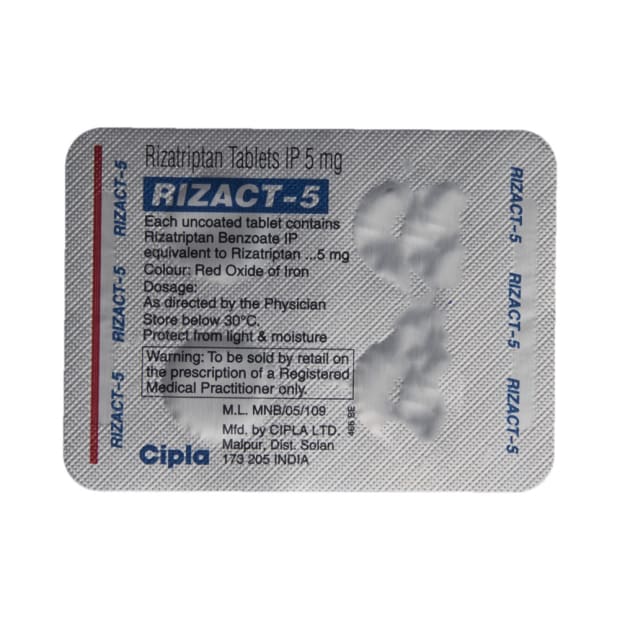 Rizatriptan Tablets IP 5 mg
RIZACT-5
Each uncoated tablet contains
Rizatriptan Benzoate IP
equivalent to Rizatriptan ...5 mg
Colour: Red Oxide of Iron
Dosage:
As directed by the Physician
Store below 30°C.
Protect from light & moisture
Warning: To be sold by retail on
the prescription of a Registered
Medical Practitioner only.
M.L. MNB/05/109
Mfd. by CIPLA LTD.
Malpur, Dist. Solan
173 205 INDIA
Cipla
RIZACT-5
RIZACT-5
RIZACT-5
RIZACT-5
RIZACT-5
RIZACT-5